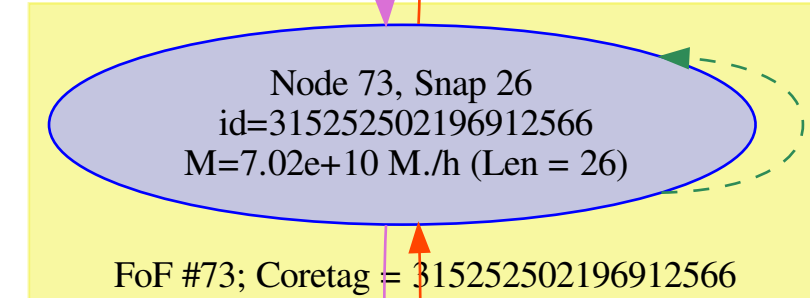 Node 73, Snap 26
id=315252502196912566
M=7.02e+10 M./h (Len = 26)
FoF #73; Coretag = 315252502196912566